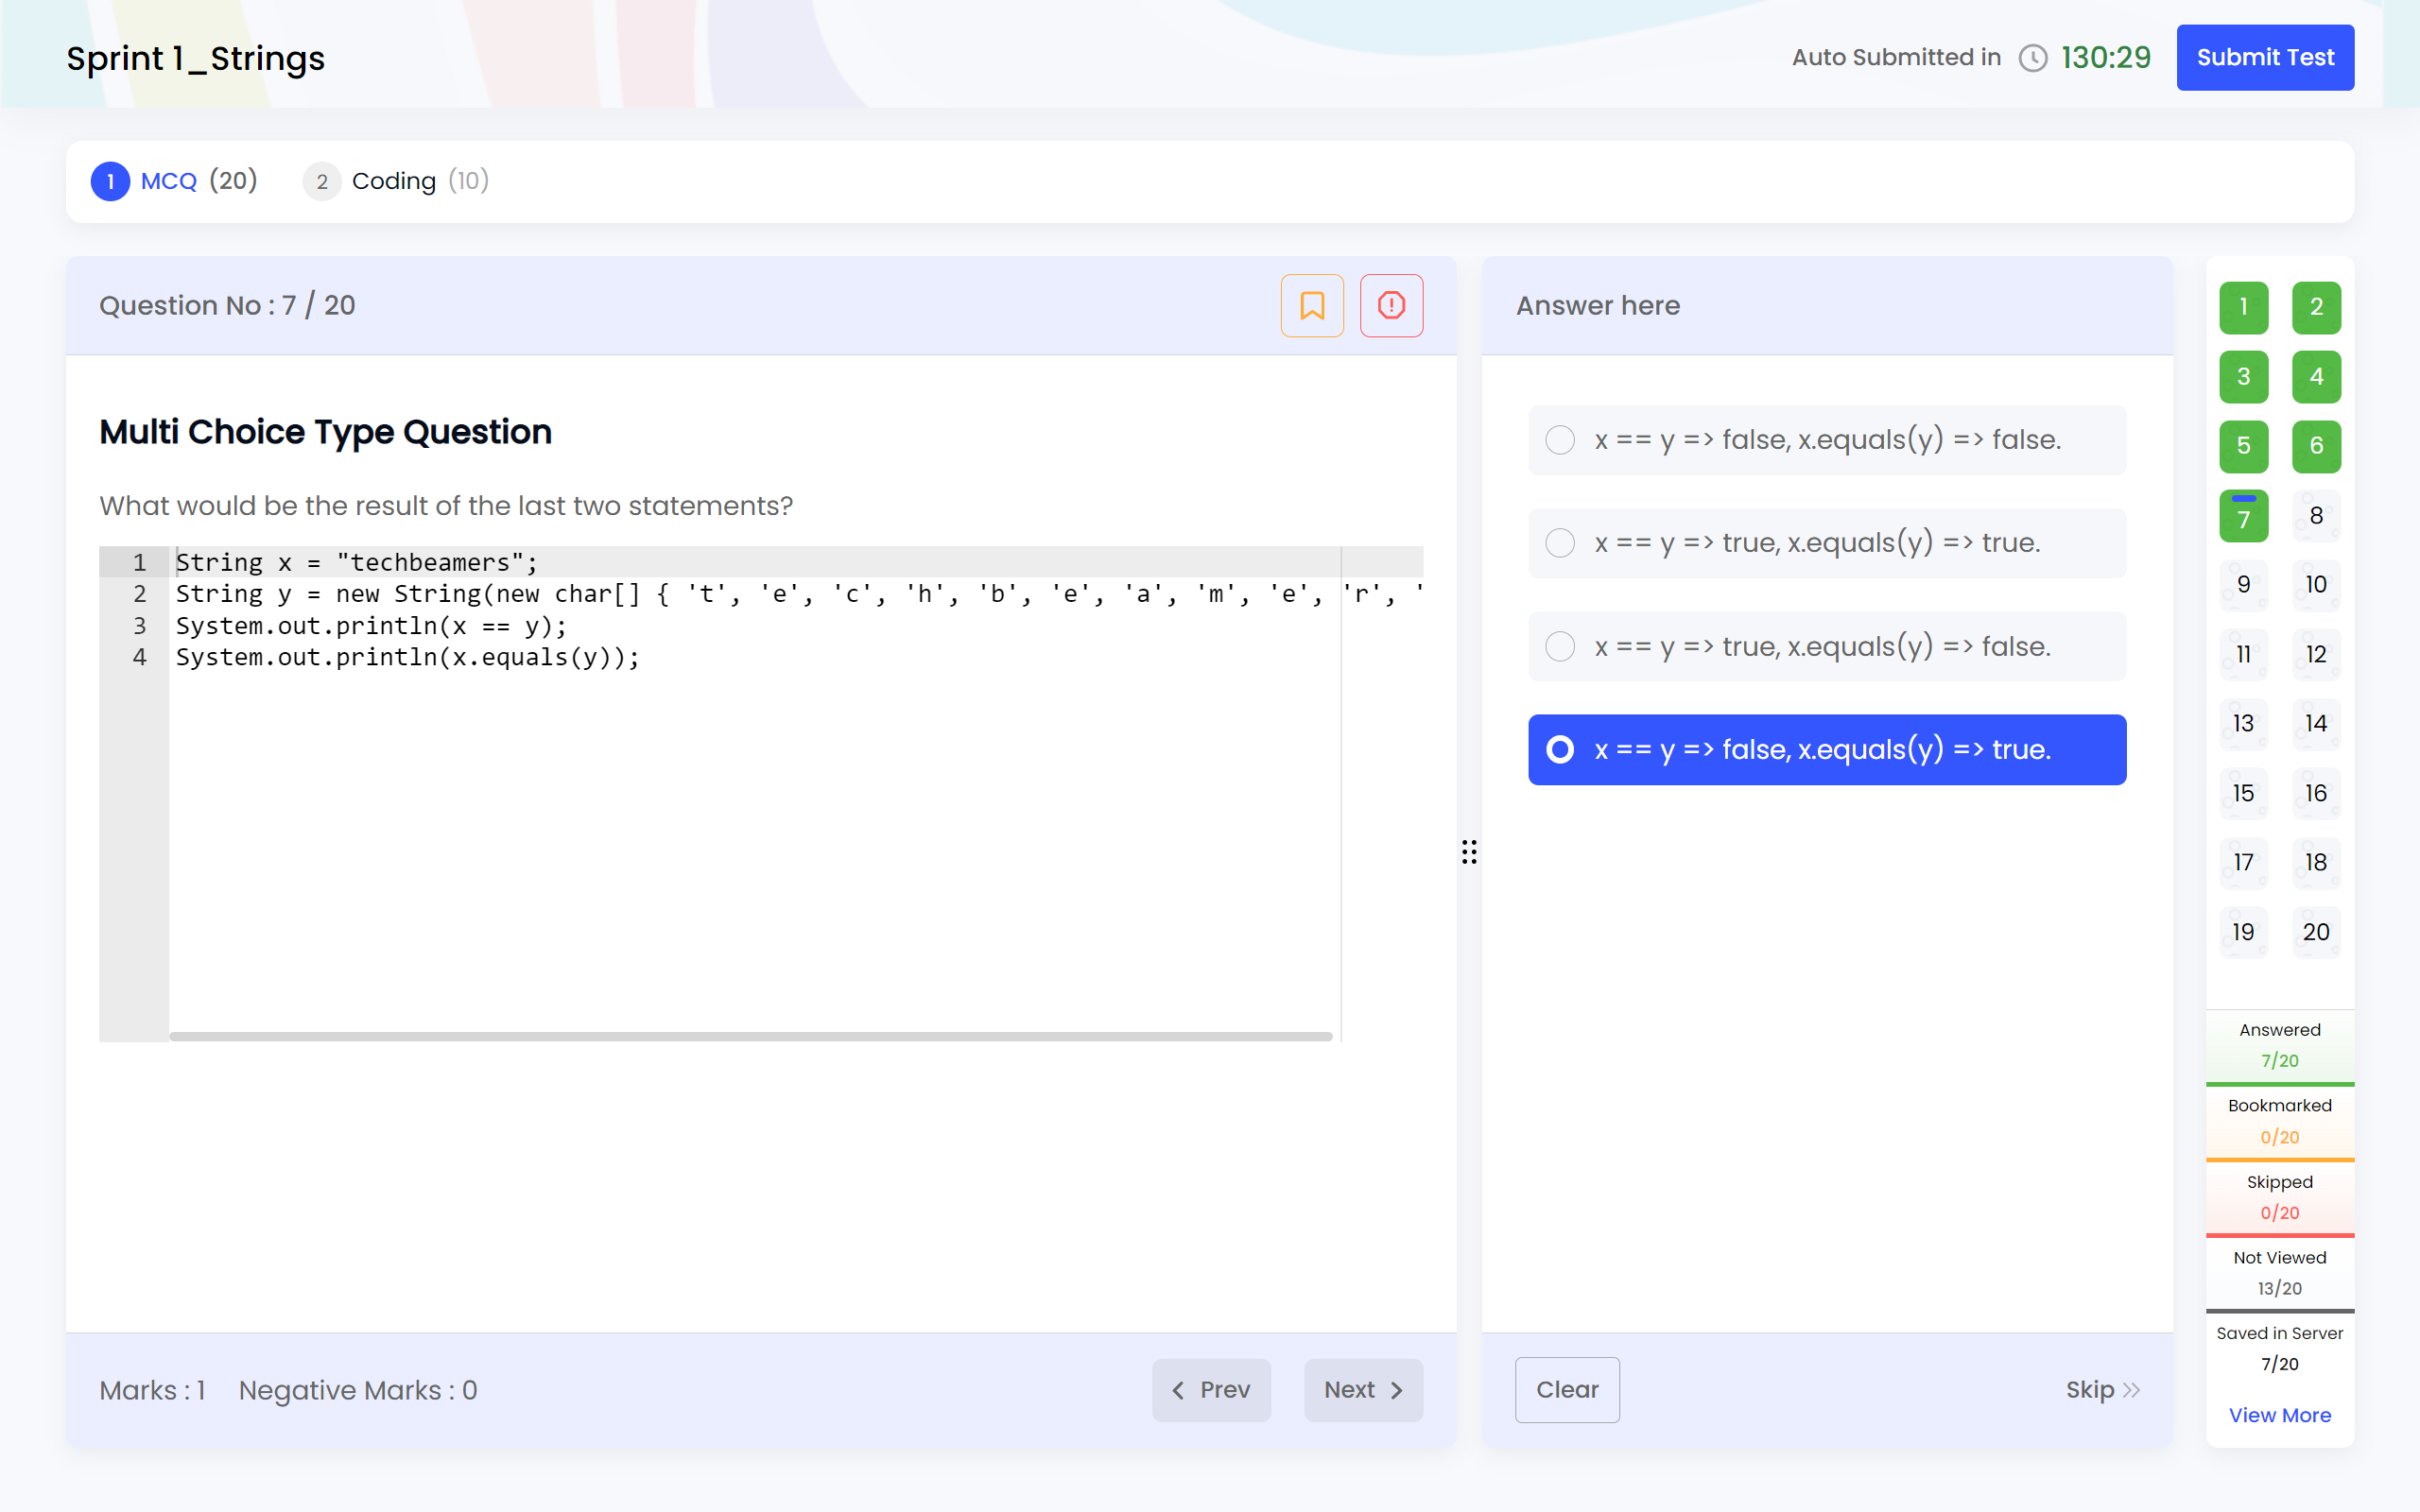 Sprint 1_Strings
Auto Submitted in 130:29
Submit Test
1 MCQ (20)
2 Coding (10)
Question No : 7 / 20
Multi Choice Type Question
What would be the result of the last two statements?
1 String x = "techbeamers";
2 String y = new String(new char[] { 't', 'e', 'c', 'h', 'b', 'e', 'a', 'm', 'e', 'r', '
3 System.out.println(x == y);
4 System.out.println(x.equals(y));
Marks : 1 Negative Marks : 0
Prev
Next
Answer here
x == y => false, x.equals(y) => false.
x == y => true, x.equals(y) => true.
x == y => true, x.equals(y) => false.
x == y => false, x.equals(y) => true.
Clear
Skip
1 2
3 4
5 6
7 8
9 10
11 12
13 14
15 16
17 18
19 20
Answered
7/20
Bookmarked
0/20
Skipped
0/20
Not Viewed
13/20
Saved in Server
7/20
View More